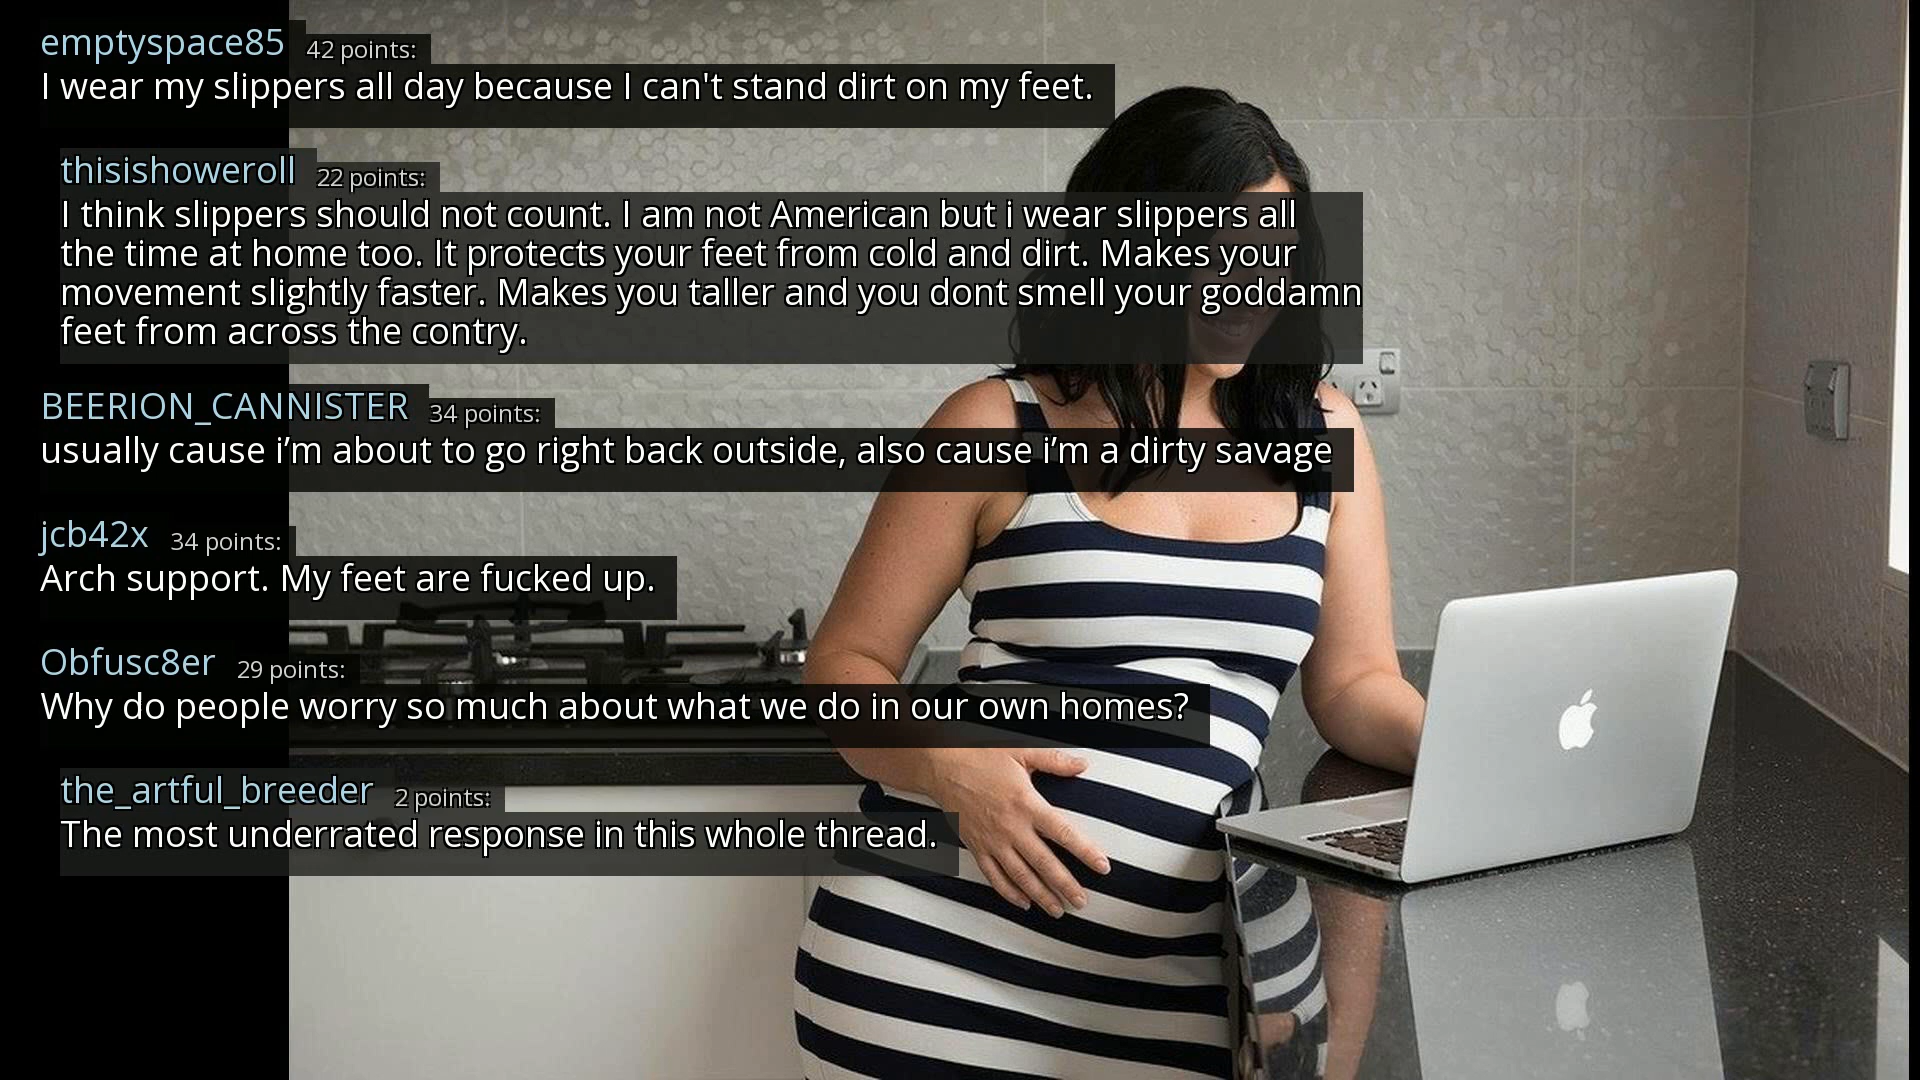 emptyspace85 42 points:
I wear my slippers all day because I can't stand dirt on my feet.
thisishoweroll 22 points:
I think slippers should not count. I am not American but i wear slippers all
the time at home too. It protects your feet from cold and dirt. Makes your
movement slightly faster. Makes you taller and you dont smell your goddamn
feet from across the contry.
BEERION_CANNISTER 34 points:
usually cause i’m about to go right back outside, also cause i’m a dirty savage
jcb42x 34 points:
Arch support. My feet are fucked up.
Obfusc8er 29 points:
Why do people worry so much about what we do in our own homes?
the_artful_breeder 2 points:
The most underrated response in this whole thread.